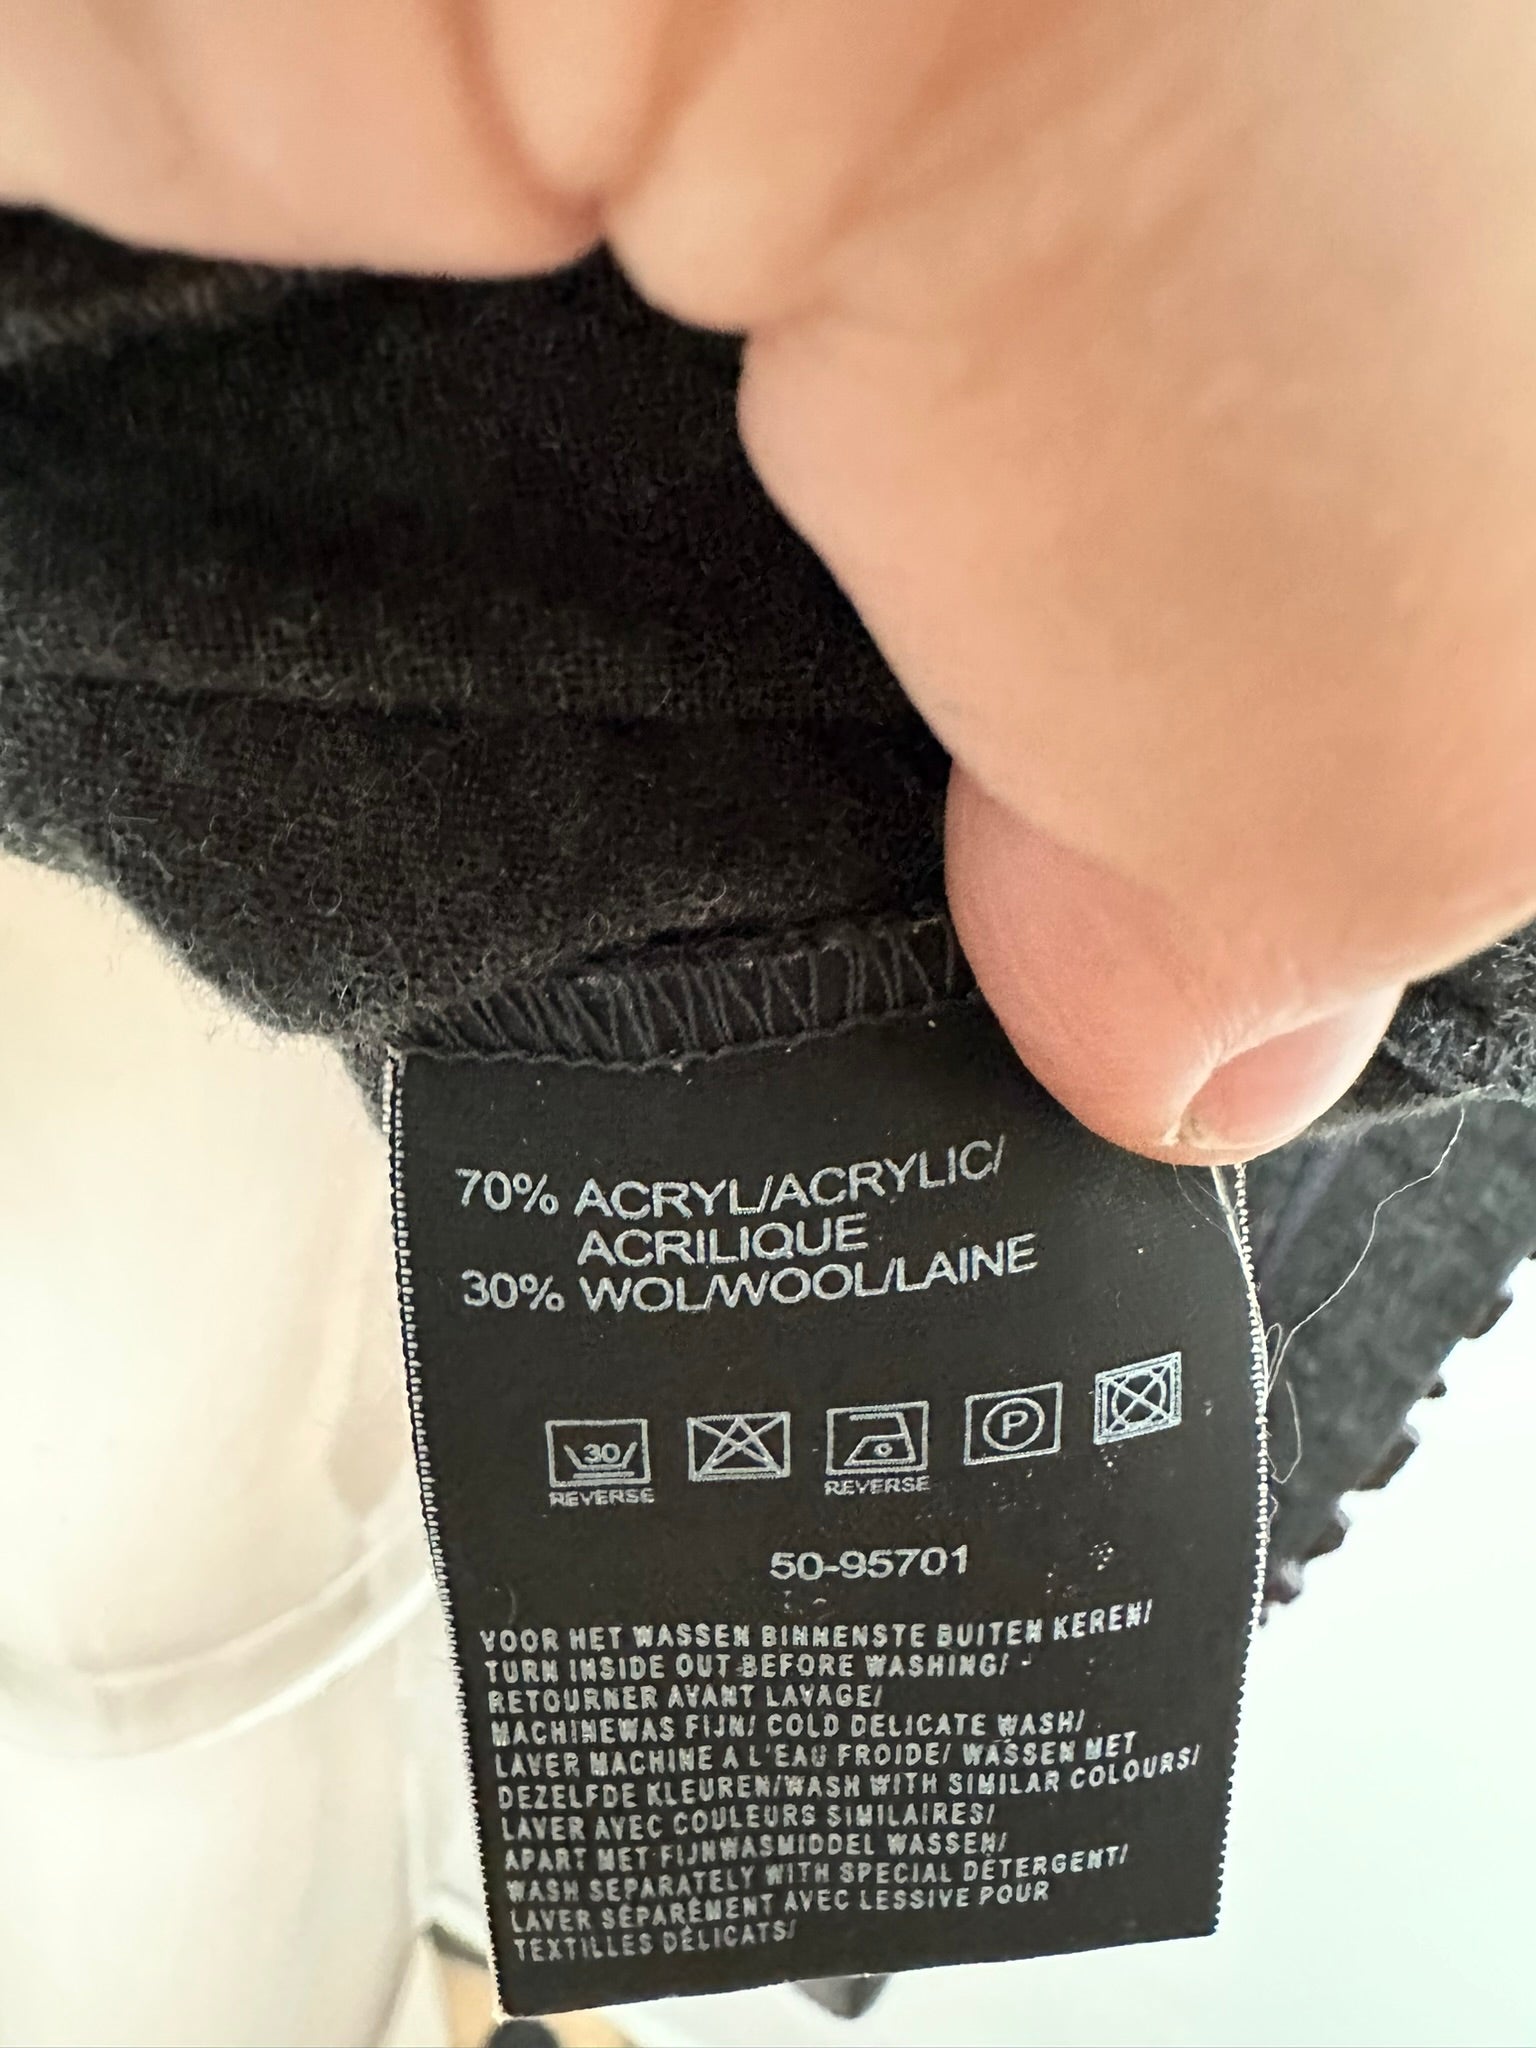 70% ACRYL/ACRYLIC/
ACRILIQUE
30% WOL/WOOL/LAINE
30 P
REVERSE REVERSE
50-95701
VOOR HET WASSEN BINNENSTE BUITEN KEREN/
TURN INSIDE OUT BEFORE WASHING/
RETOURNER AVANT LAVAGE/
MACHINEWAS FIJN/ COLD DELICATE WASH/
LAVER MACHINE A L'EAU FROIDE/ WASSEN MET
DEZELFDE KLEUREN/WASH WITH SIMILAR COLOURS/
LAVER AVEC COULEURS SIMILAIRES/
APART MET FIJNWASMIDDEL WASSEN/
WASH SEPARATELY WITH SPECIAL DETERGENT/
LAVER SÉPARÉMENT AVEC LESSIVE POUR
TEXTILLES DÉLICATS/